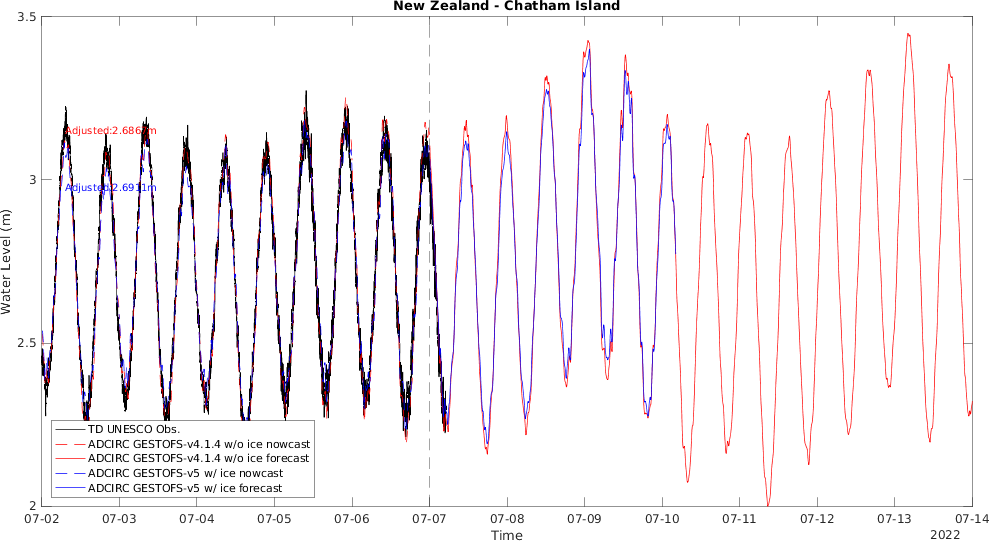 New Zealand - Chatham Island
3.5
3
2.5
2
Water Level (m)
Adjusted:2.6911m
TD UNESCO Obs.
ADCIRC GESTOFS-v4.1.4 w/o ice nowcast
ADCIRC GESTOFS-v4.1.4 w/o ice forecast
ADCIRC GESTOFS-v5 w/ ice nowcast
ADCIRC GESTOFS-v5 w/ ice forecast
07-02 07-03 07-04 07-05 07-06 07-07 07-08 07-09 07-10 07-11 07-12 07-13 07-14
Time
2022